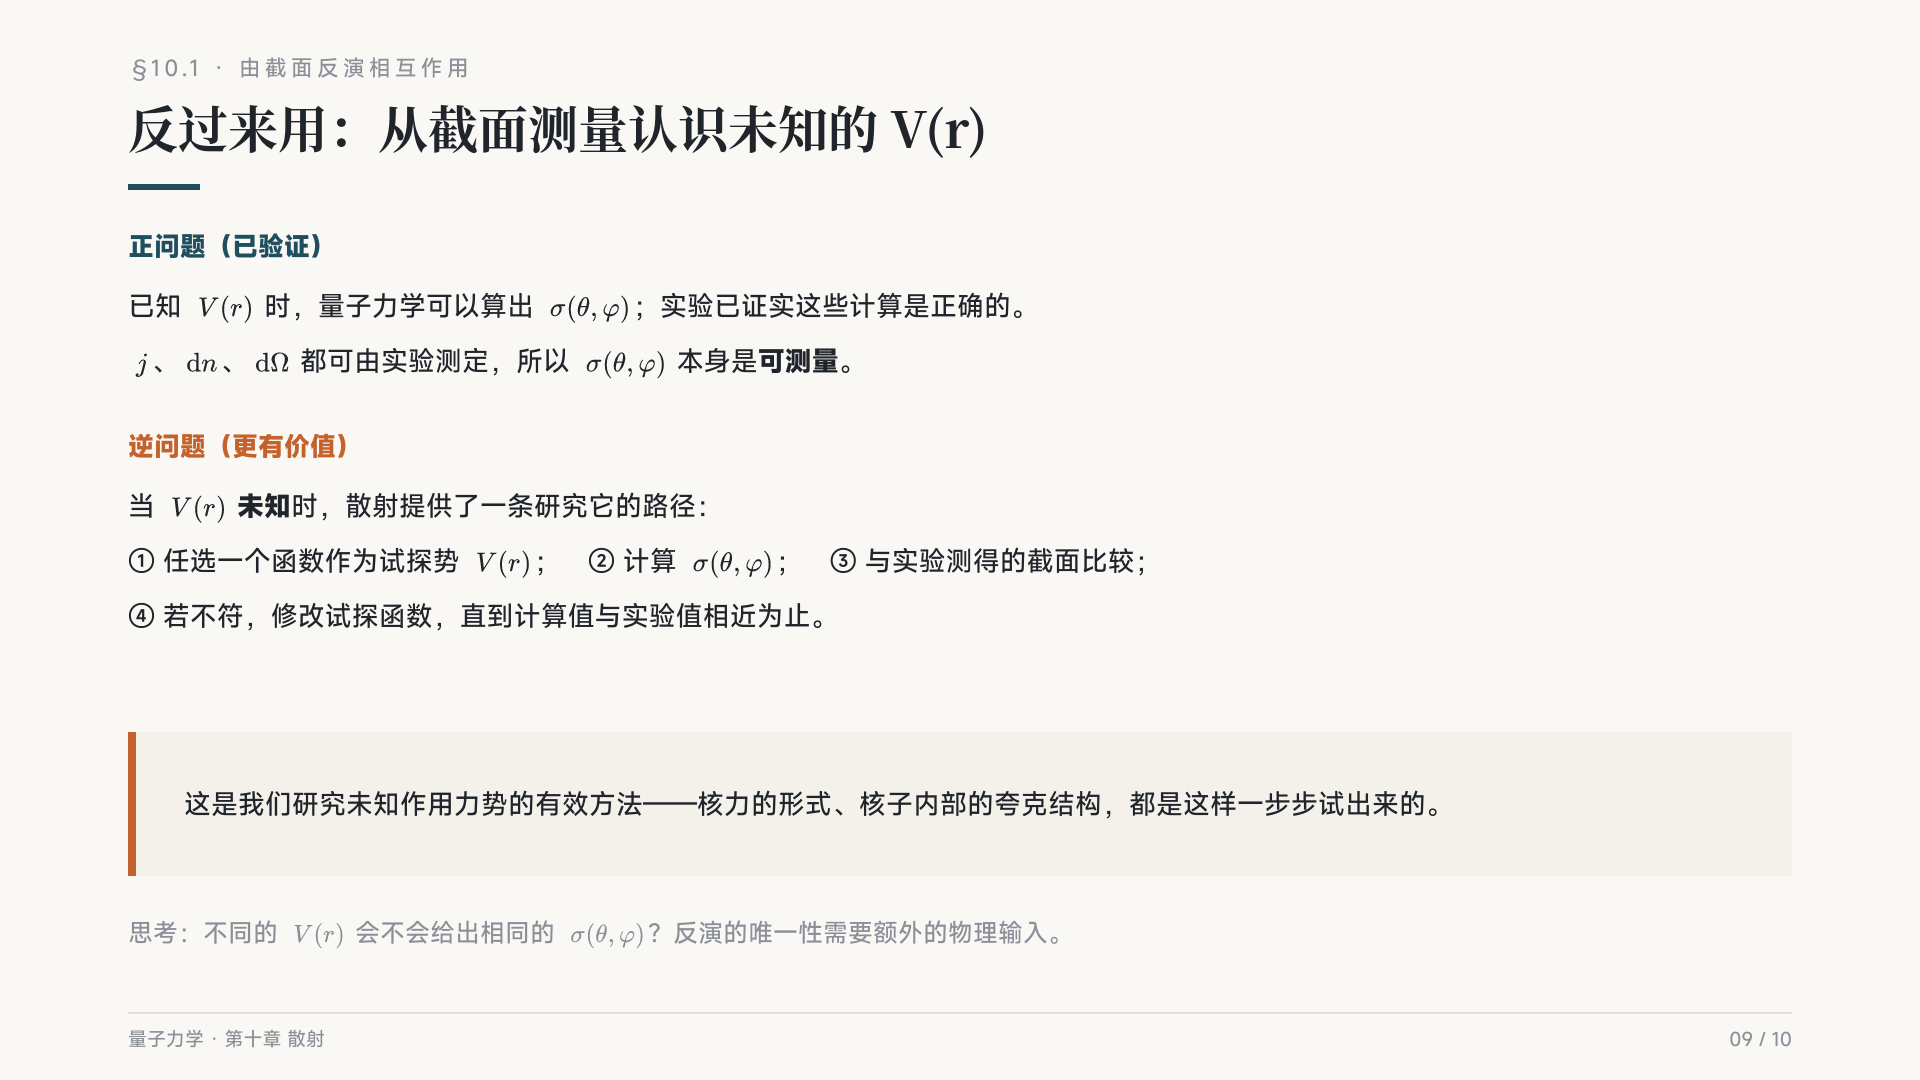 §10.1 · 由截面反演相互作用
反过来用：从截面测量认识未知的 V(r)
正问题（已验证）
已知 V(r) 时，量子力学可以算出 σ(θ, φ)；实验已证实这些计算是正确的。
j、 dn、 dΩ 都可由实验测定，所以 σ(θ, φ) 本身是可测量。
逆问题（更有价值）
当 V(r) 未知时，散射提供了一条研究它的路径：
① 任选一个函数作为试探势 V(r)； ② 计算 σ(θ, φ)； ③ 与实验测得的截面比较；
④ 若不符，修改试探函数，直到计算值与实验值相近为止。
这是我们研究未知作用力势的有效方法——核力的形式、核子内部的夸克结构，都是这样一步步试出来的。
思考：不同的 V(r) 会不会给出相同的 σ(θ, φ)？反演的唯一性需要额外的物理输入。
量子力学 · 第十章 散射
09 / 10